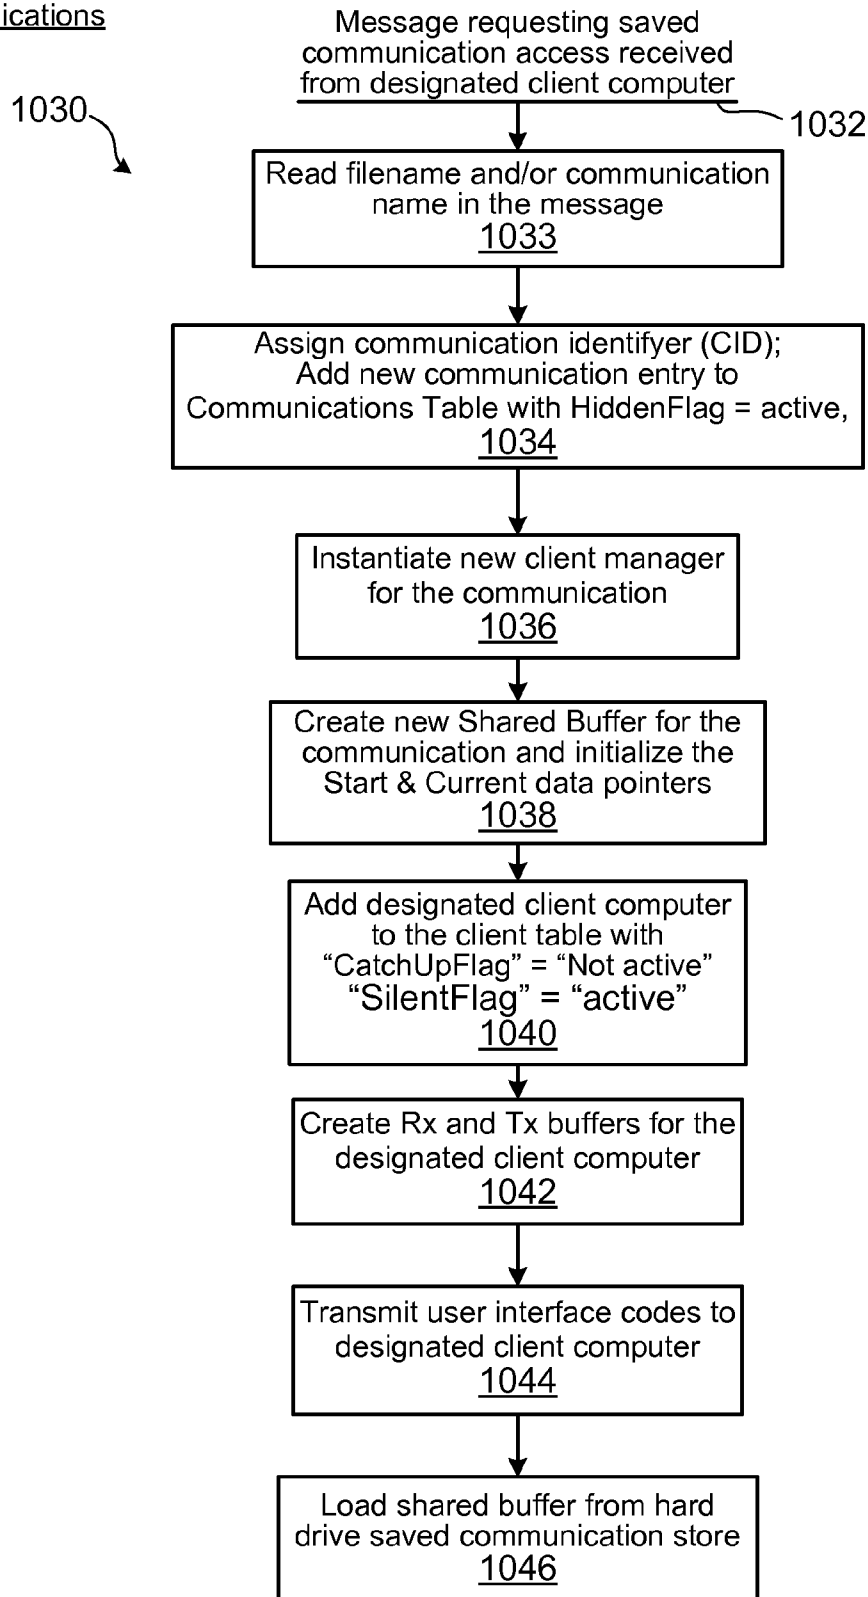 Message requesting saved
communication access received
from designated client computer
1030
1032
Read filename and/or communication
name in the message
1033
Assign communication identifyer (CID);
Add new communication entry to
Communications Table with HiddenFlag = active,
1034
Instantiate new client manager
for the communication
1036
Create new Shared Buffer for the
communication and initialize the
Start & Current data pointers
1038
Add designated client computer
to the client table with
“CatchUpFlag” = “Not active”
“SilentFlag” = “active”
1040
Create Rx and Tx buffers for the
designated client computer
1042
Transmit user interface codes to
designated client computer
1044
Load shared buffer from hard
drive saved communication store
1046